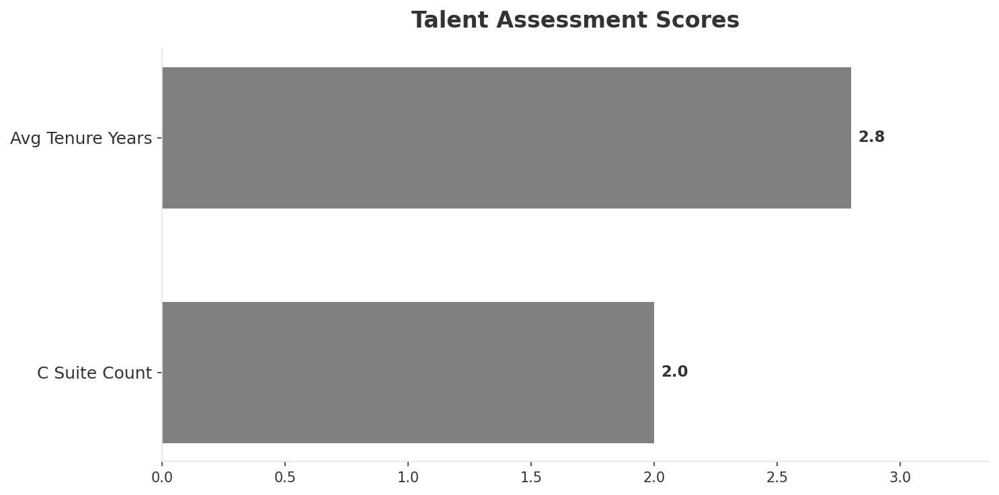 Talent Assessment Scores
Avg Tenure Years
2.8
C Suite Count
2.0
0.0 0.5 1.0 1.5 2.0 2.5 3.0